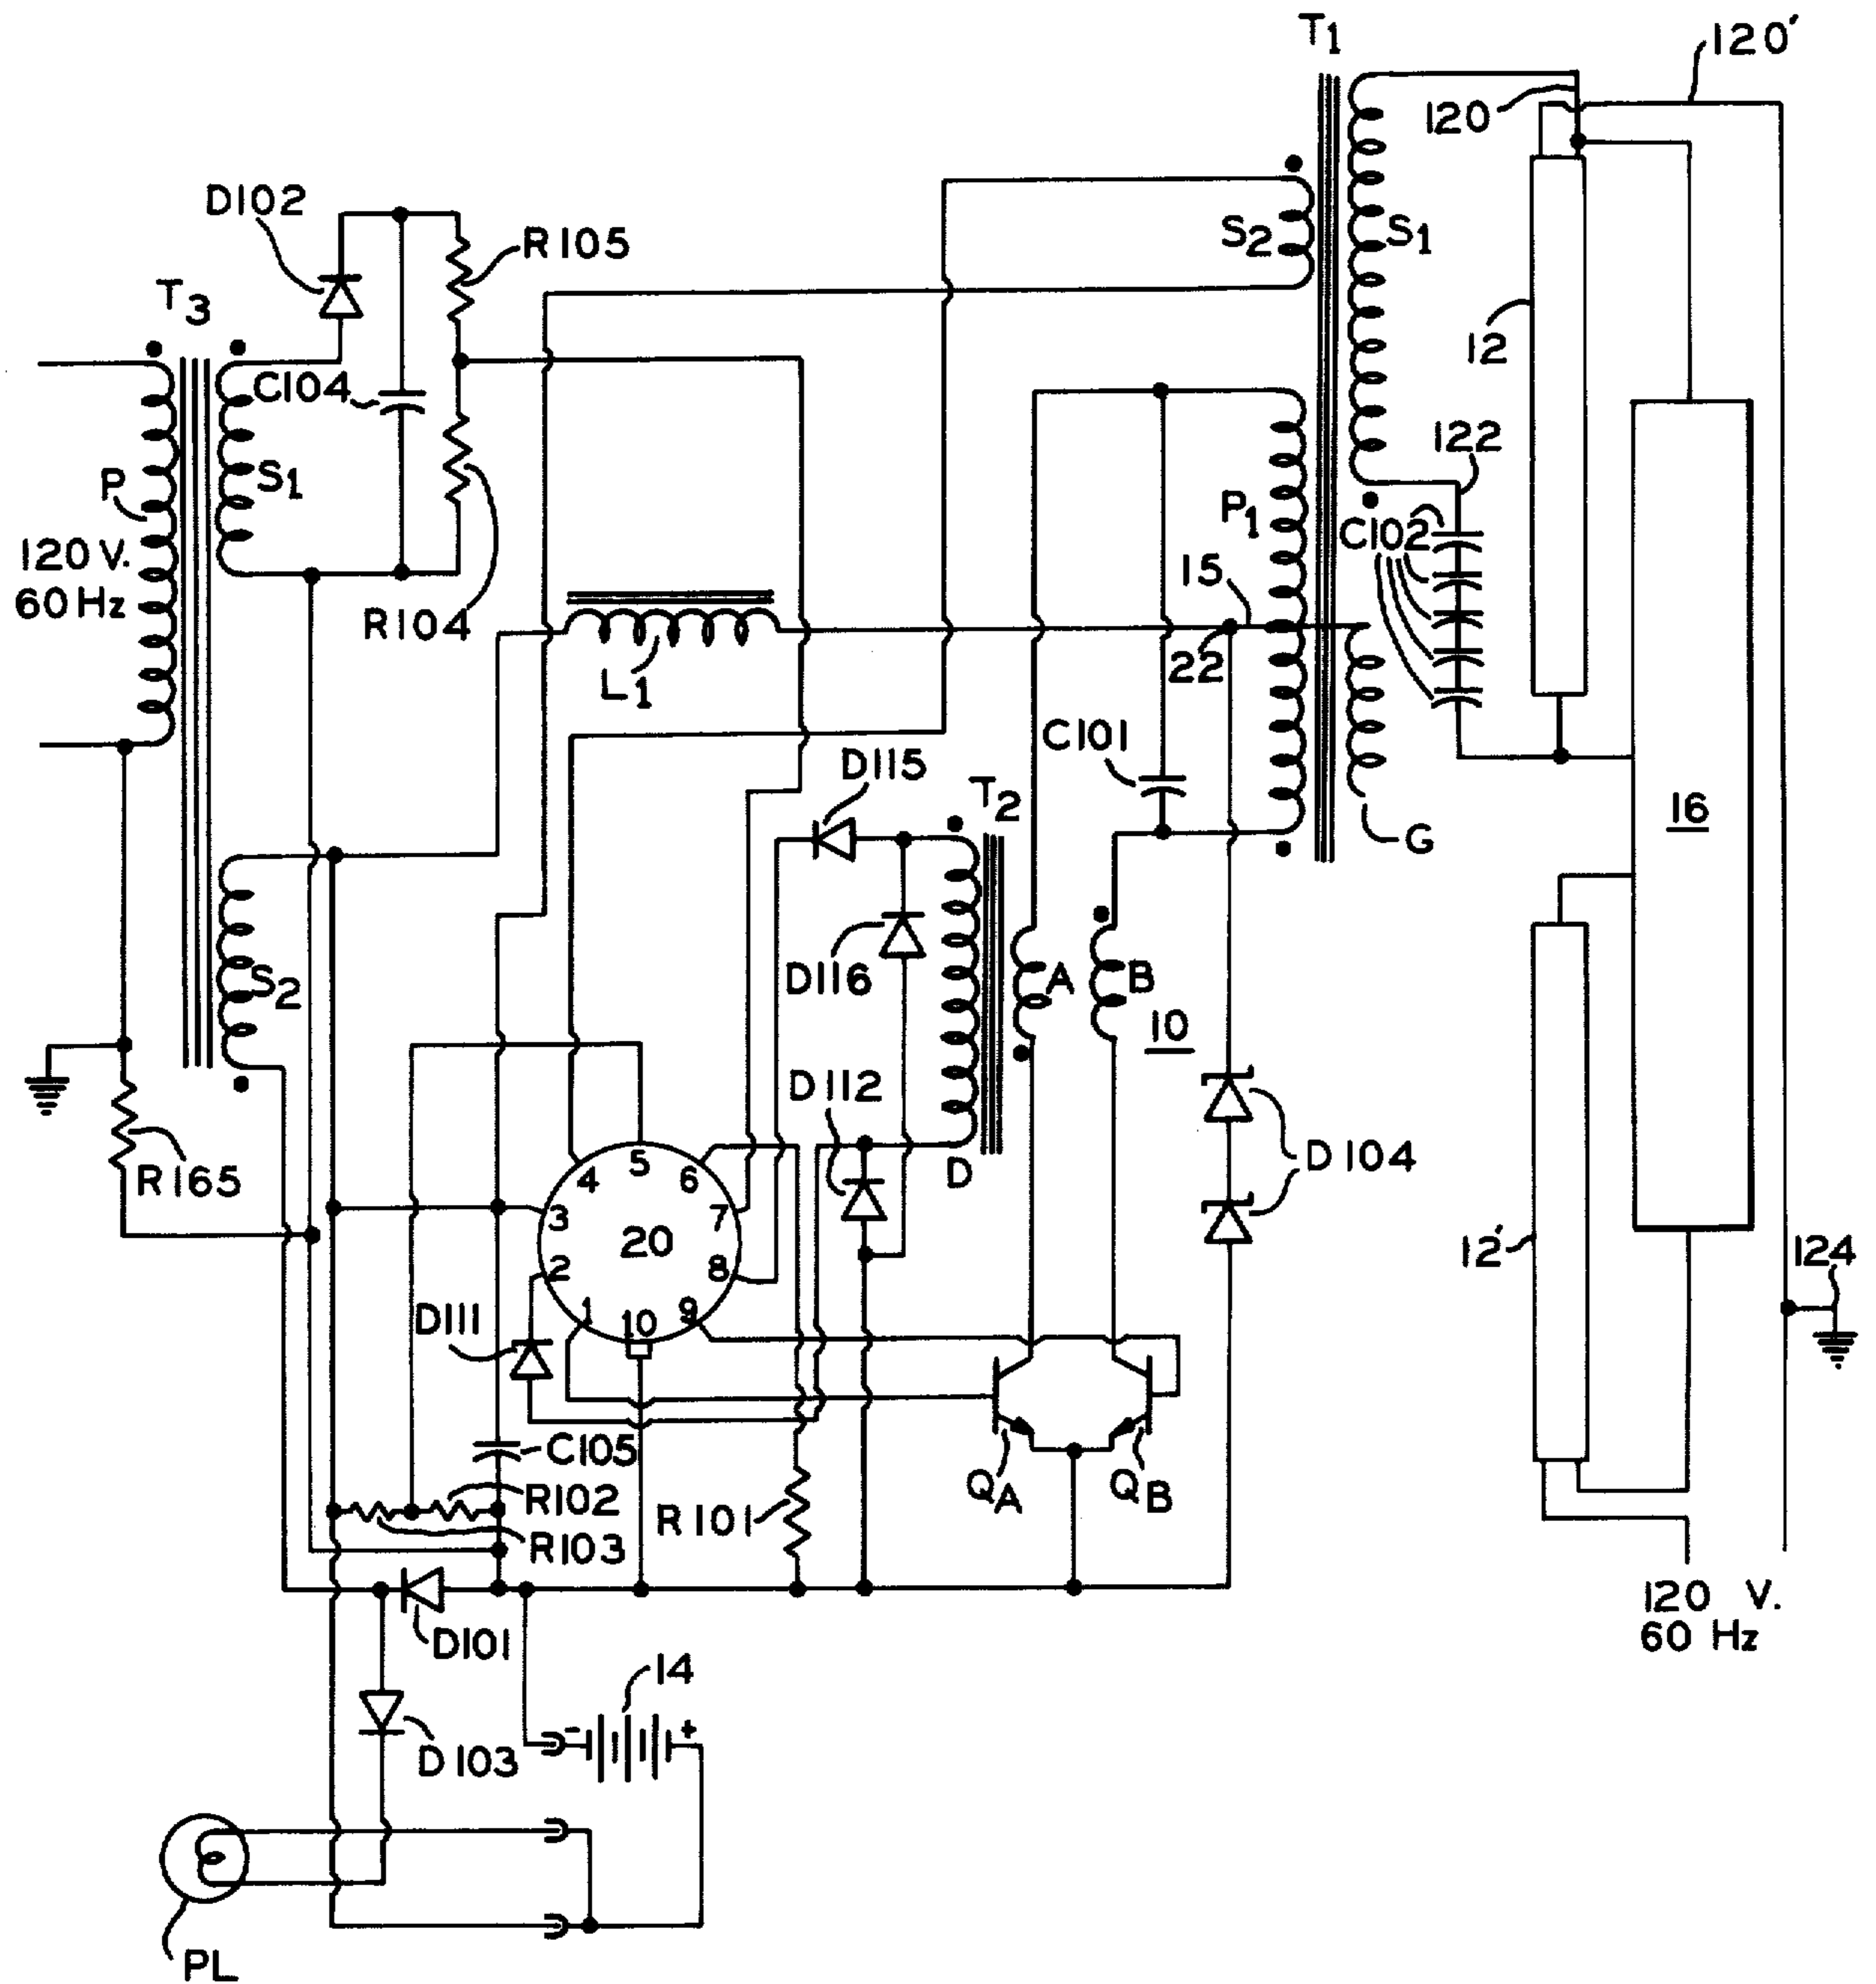 T1
120'
120
D102
R105
S2
S1
T3
12
C104
P
S1
122
120 V.
60 Hz
P1
C102
15
R104
L1
22
C101
D115
T2
16
G
D116
A
B
S2
10
D112
R165
D
D104
4
5
6
3
7
20
12'
124
2
8
D111
1
10
9
C105
R102
QA
QB
R101
R103
120 V.
60 Hz
D101
14
- +
D103
PL